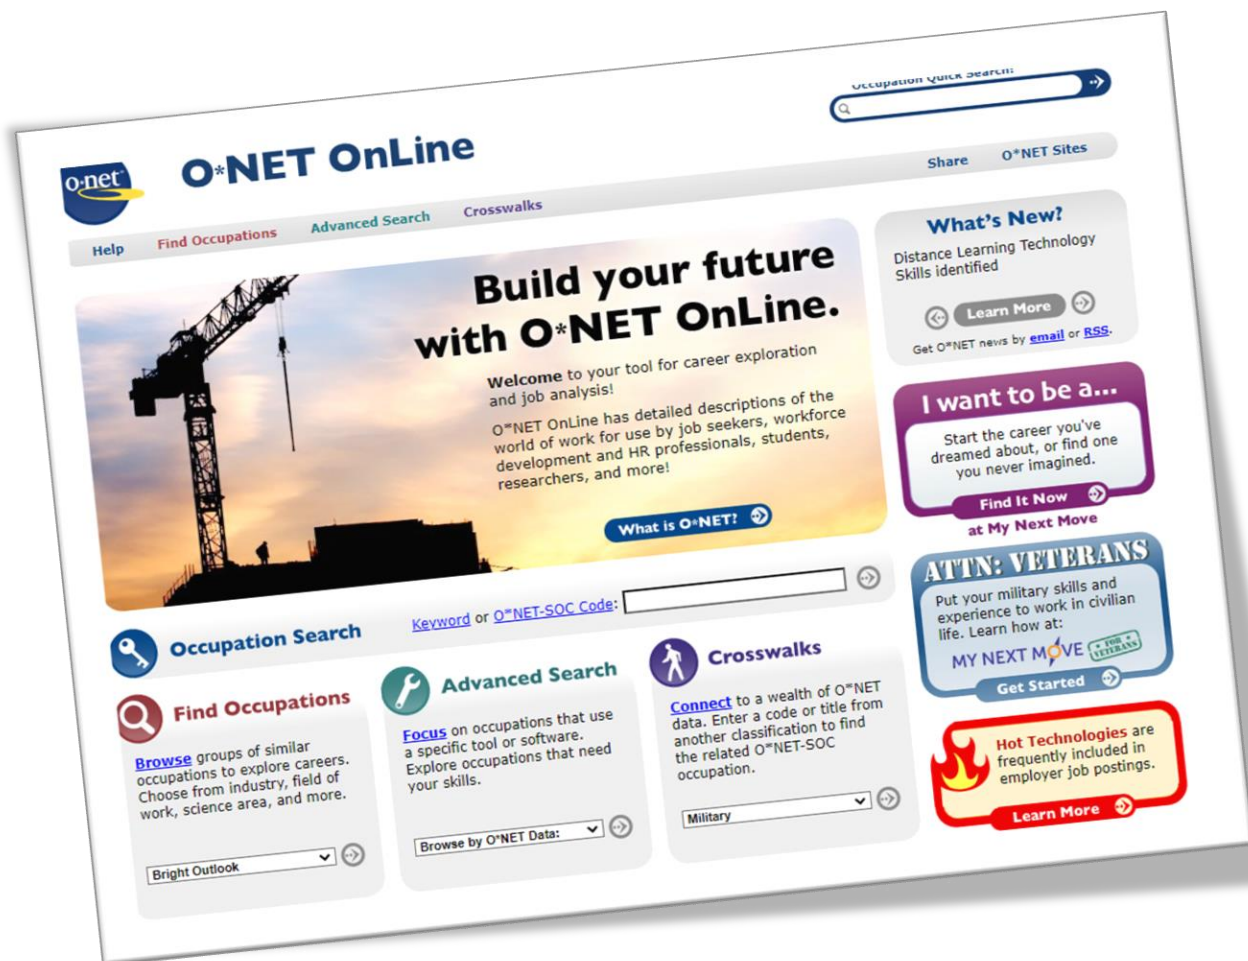 Occupation Quick Search:
o·net
O*NET OnLine
Share
O*NET Sites
Help
Find Occupations
Advanced Search
Crosswalks
Build your future
with O*NET OnLine.
Welcome to your tool for career exploration
and job analysis!
O*NET OnLine has detailed descriptions of the
world of work for use by job seekers, workforce
development and HR professionals, students,
researchers, and more!
What is O*NET?
What's New?
Distance Learning Technology
Skills identified
Learn More
Get O*NET news by email or RSS.
I want to be a...
Start the career you've
dreamed about, or find one
you never imagined.
Find It Now
at My Next Move
ATTN: VETERANS
Put your military skills and
experience to work in civilian
life. Learn how at:
MY NEXT MOVE
FOR
VETERANS
Get Started
Hot Technologies are
frequently included in
employer job postings.
Learn More
Occupation Search
Keyword or O*NET-SOC Code:
Find Occupations
Browse groups of similar
occupations to explore careers.
Choose from industry, field of
work, science area, and more.
Bright Outlook
Advanced Search
Focus on occupations that use
a specific tool or software.
Explore occupations that need
your skills.
Browse by O*NET Data:
Crosswalks
Connect to a wealth of O*NET
data. Enter a code or title from
another classification to find
the related O*NET-SOC
occupation.
Military